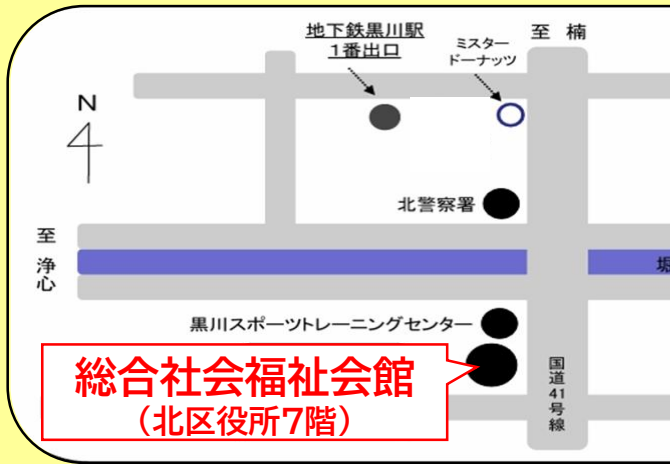 地下鉄黒川駅
1番出口
ミスター
ドーナッツ
至 楠
N
北警察署
至
浄心
堀
黒川スポーツトレーニングセンター
総合社会福祉会館
(北区役所7階)
国道41号線